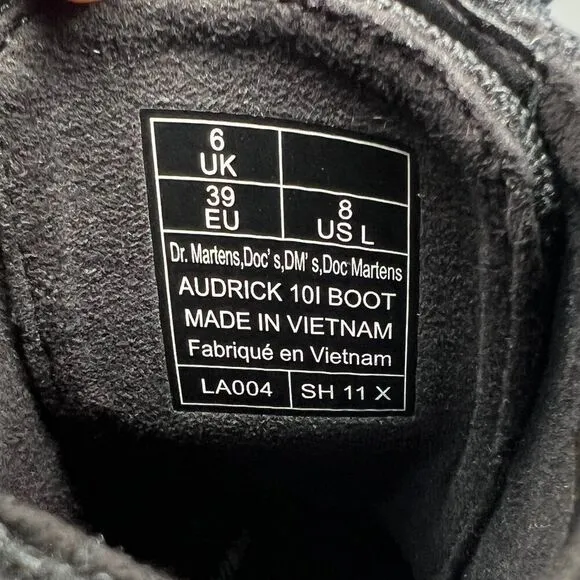 6
UK
39
EU
8
US L
Dr. Martens,Doc's,DM's,Doc Martens
AUDRICK 10I BOOT
MADE IN VIETNAM
Fabriqué en Vietnam
LA004 SH 11 X